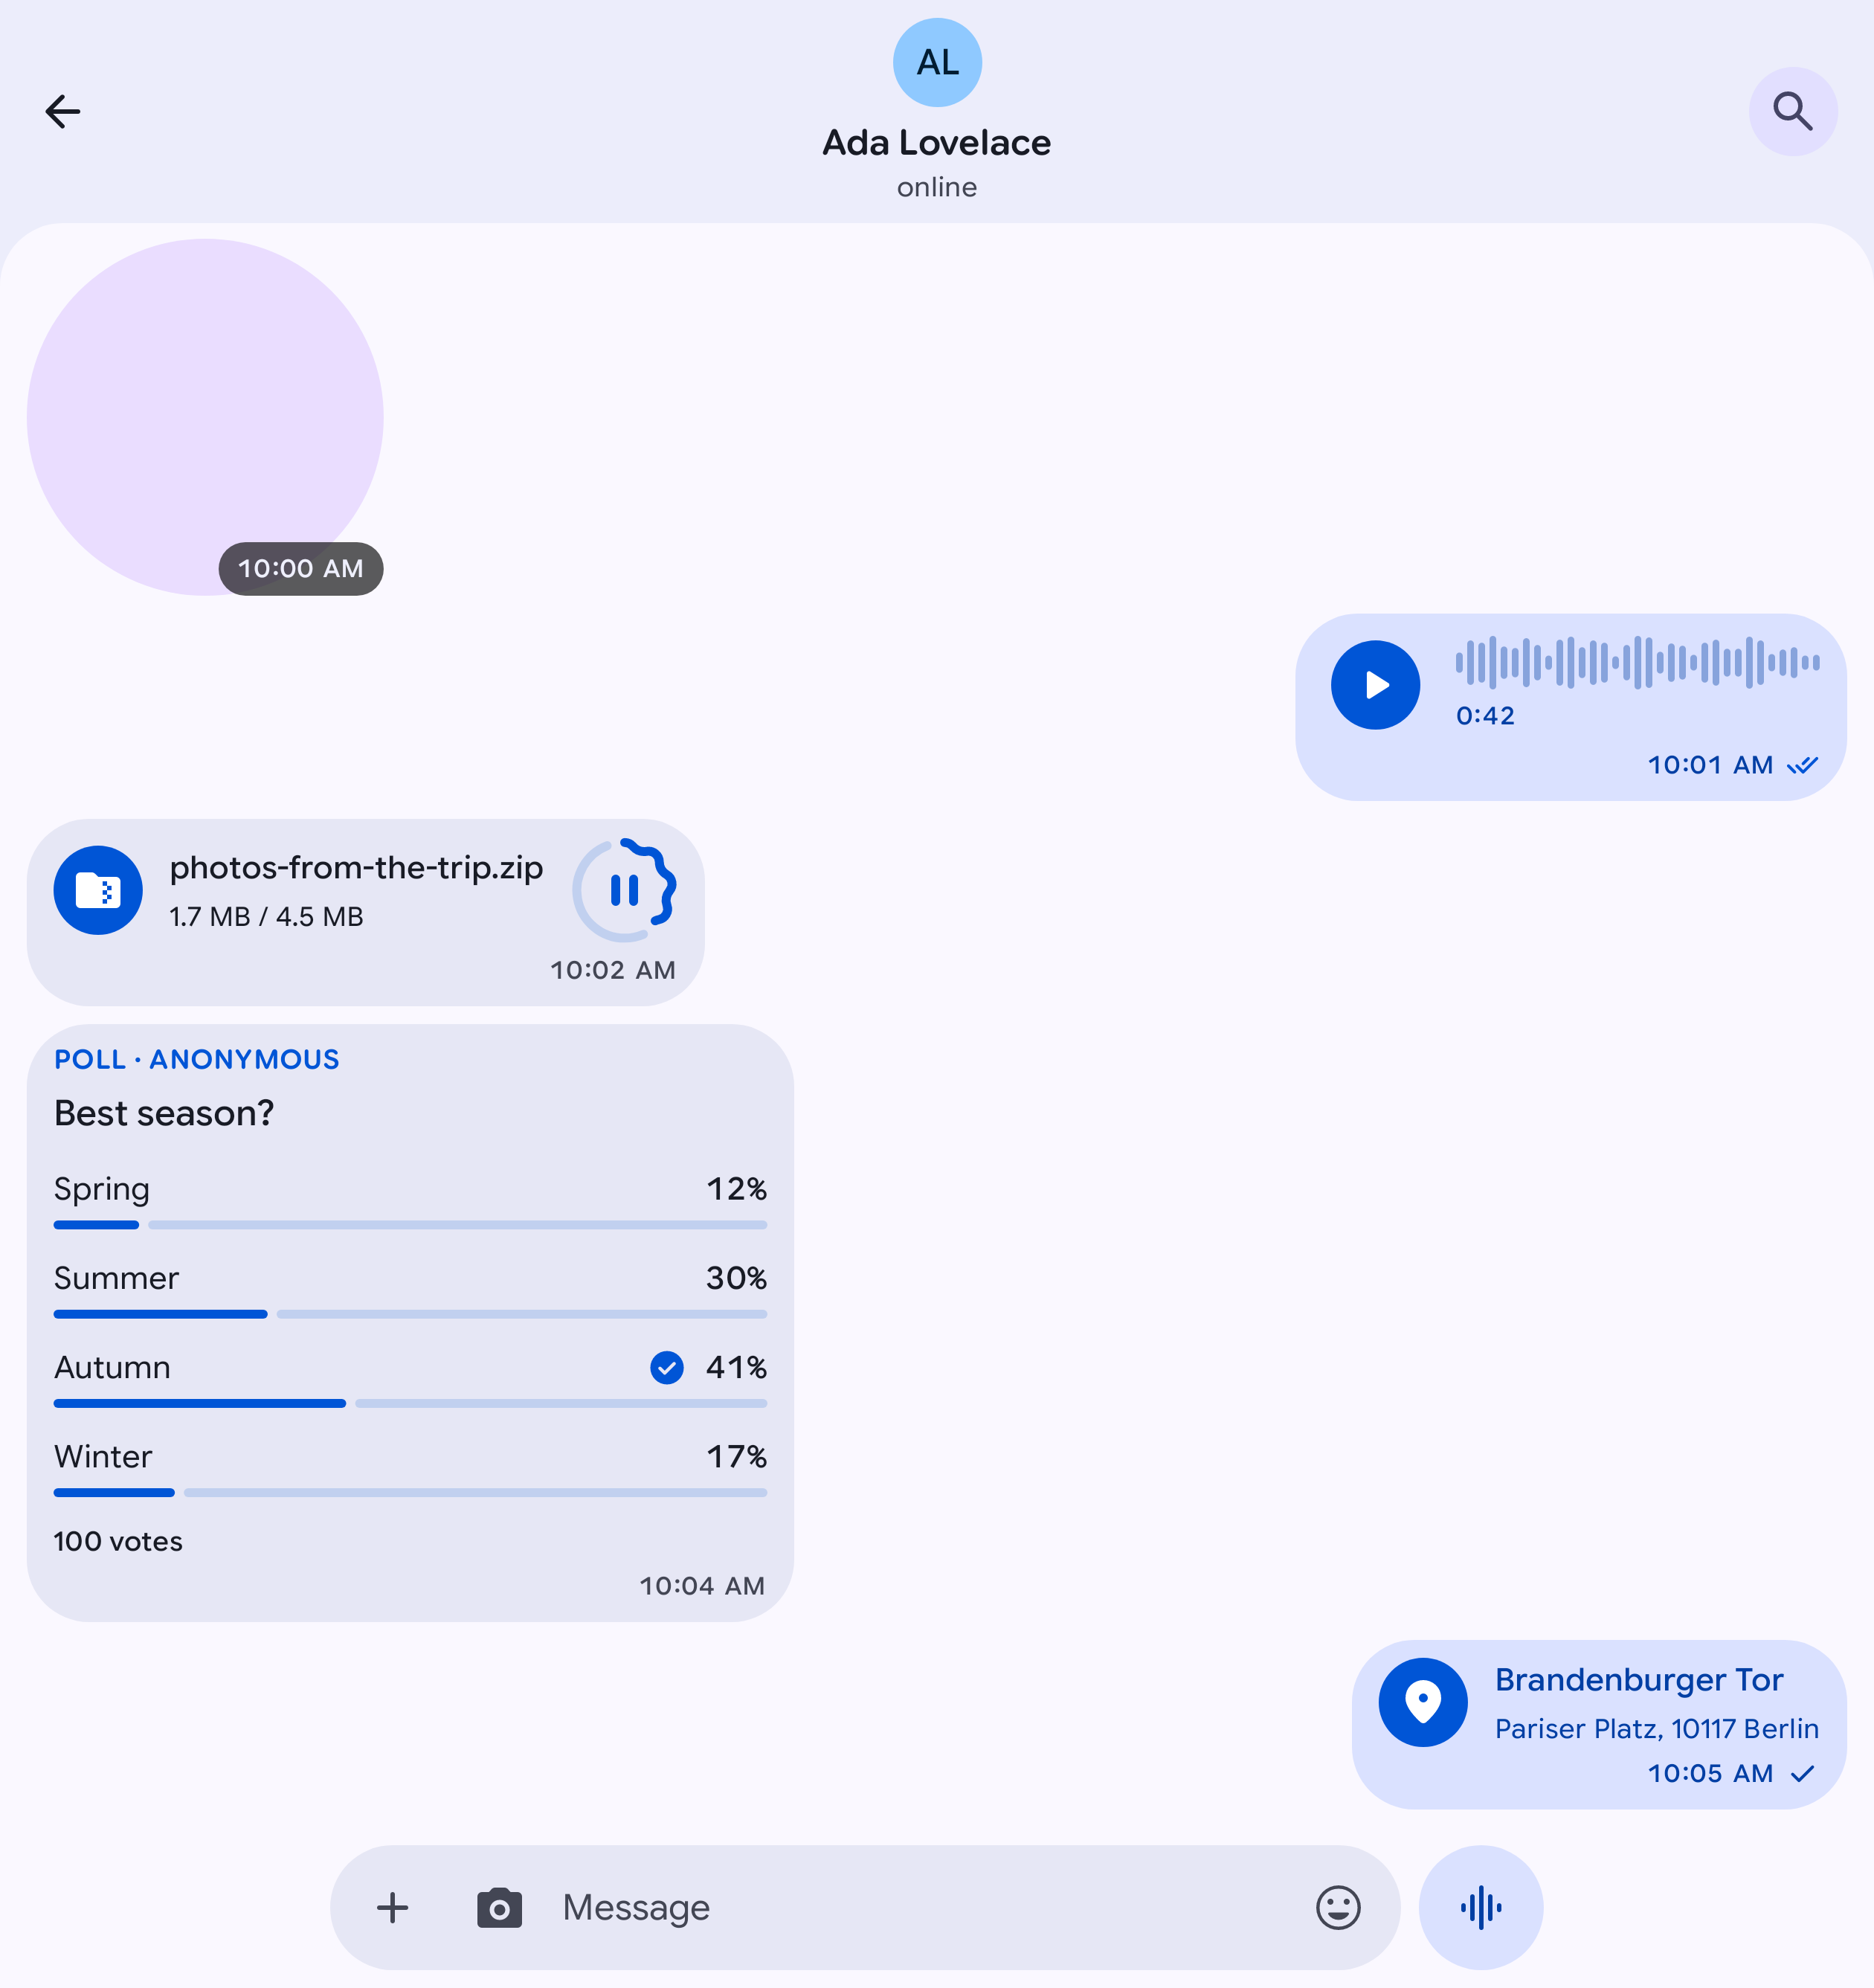 AL
Ada Lovelace
online
10:00 AM
0:42
10:01 AM
photos-from-the-trip.zip
1.7 MB / 4.5 MB
10:02 AM
POLL · ANONYMOUS
Best season?
Spring 12%
Summer 30%
Autumn 41%
Winter 17%
100 votes
10:04 AM
Brandenburger Tor
Pariser Platz, 10117 Berlin
10:05 AM
Message